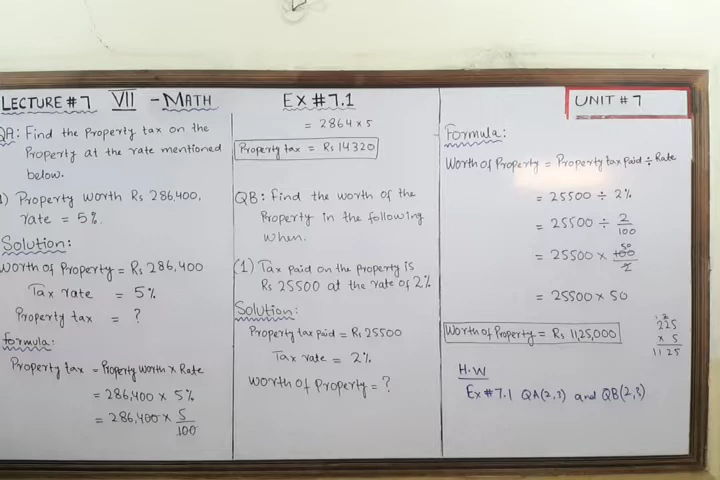 LECTURE # 7 VII - MATH
QA: Find the Property tax on the
Property at the rate mentioned
below.
1) Property worth Rs 286,400,
rate = 5%.
Solution:
Worth of Property = Rs 286,400
Tax rate = 5%
Property tax = ?
formula:
Property tax = Property worth x Rate
= 286,400 x 5%
= 286,400 x 5/100
Ex # 7.1
= 2864 x 5
Property tax = Rs 14320
QB: Find the worth of the
Property in the following
when.
(1) Tax paid on the property is
Rs 25500 at the rate of 2%
Solution:
Property tax paid = Rs 25500
Tax rate = 2%
Worth of Property = ?
UNIT # 7
Formula:
Worth of Property = Property tax paid ÷ Rate
= 25500 ÷ 2%
= 25500 ÷ 2/100
50
= 25500 x 100/2
= 25500 x 50
Worth of Property = Rs 11,25,000
1 2
225
x 5
1125
H.W
Ex # 7.1 QA(2,3) and QB(2,3)